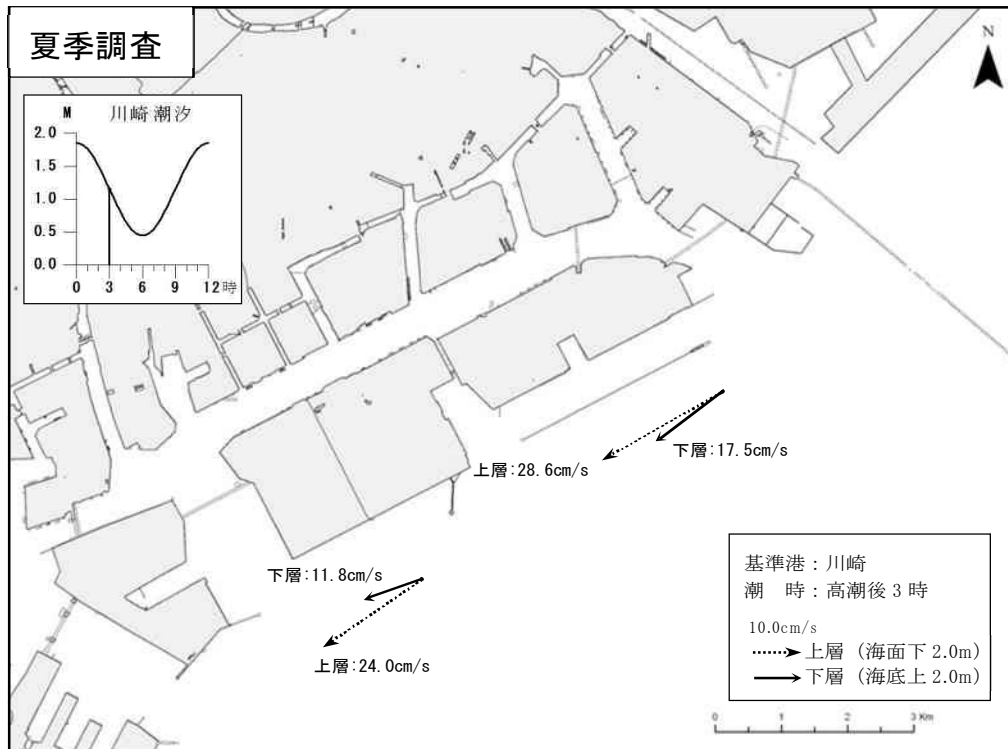 夏季調査
N
M 川崎潮汐
2.0
1.5
1.0
0.5
0.0
0 3 6 9 12時
下層:17.5cm/s
上層:28.6cm/s
下層:11.8cm/s
上層:24.0cm/s
基準港:川崎
潮 時:高潮後3時
10.0cm/s
上層(海面下2.0m)
下層(海底上2.0m)
0 1 2 3 Km